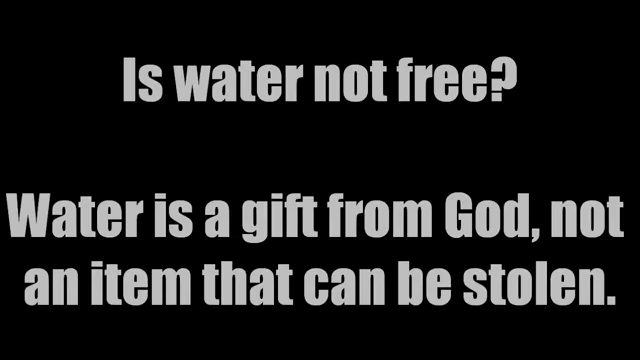 Is water not free?
Water is a gift from God, not
an item that can be stolen.